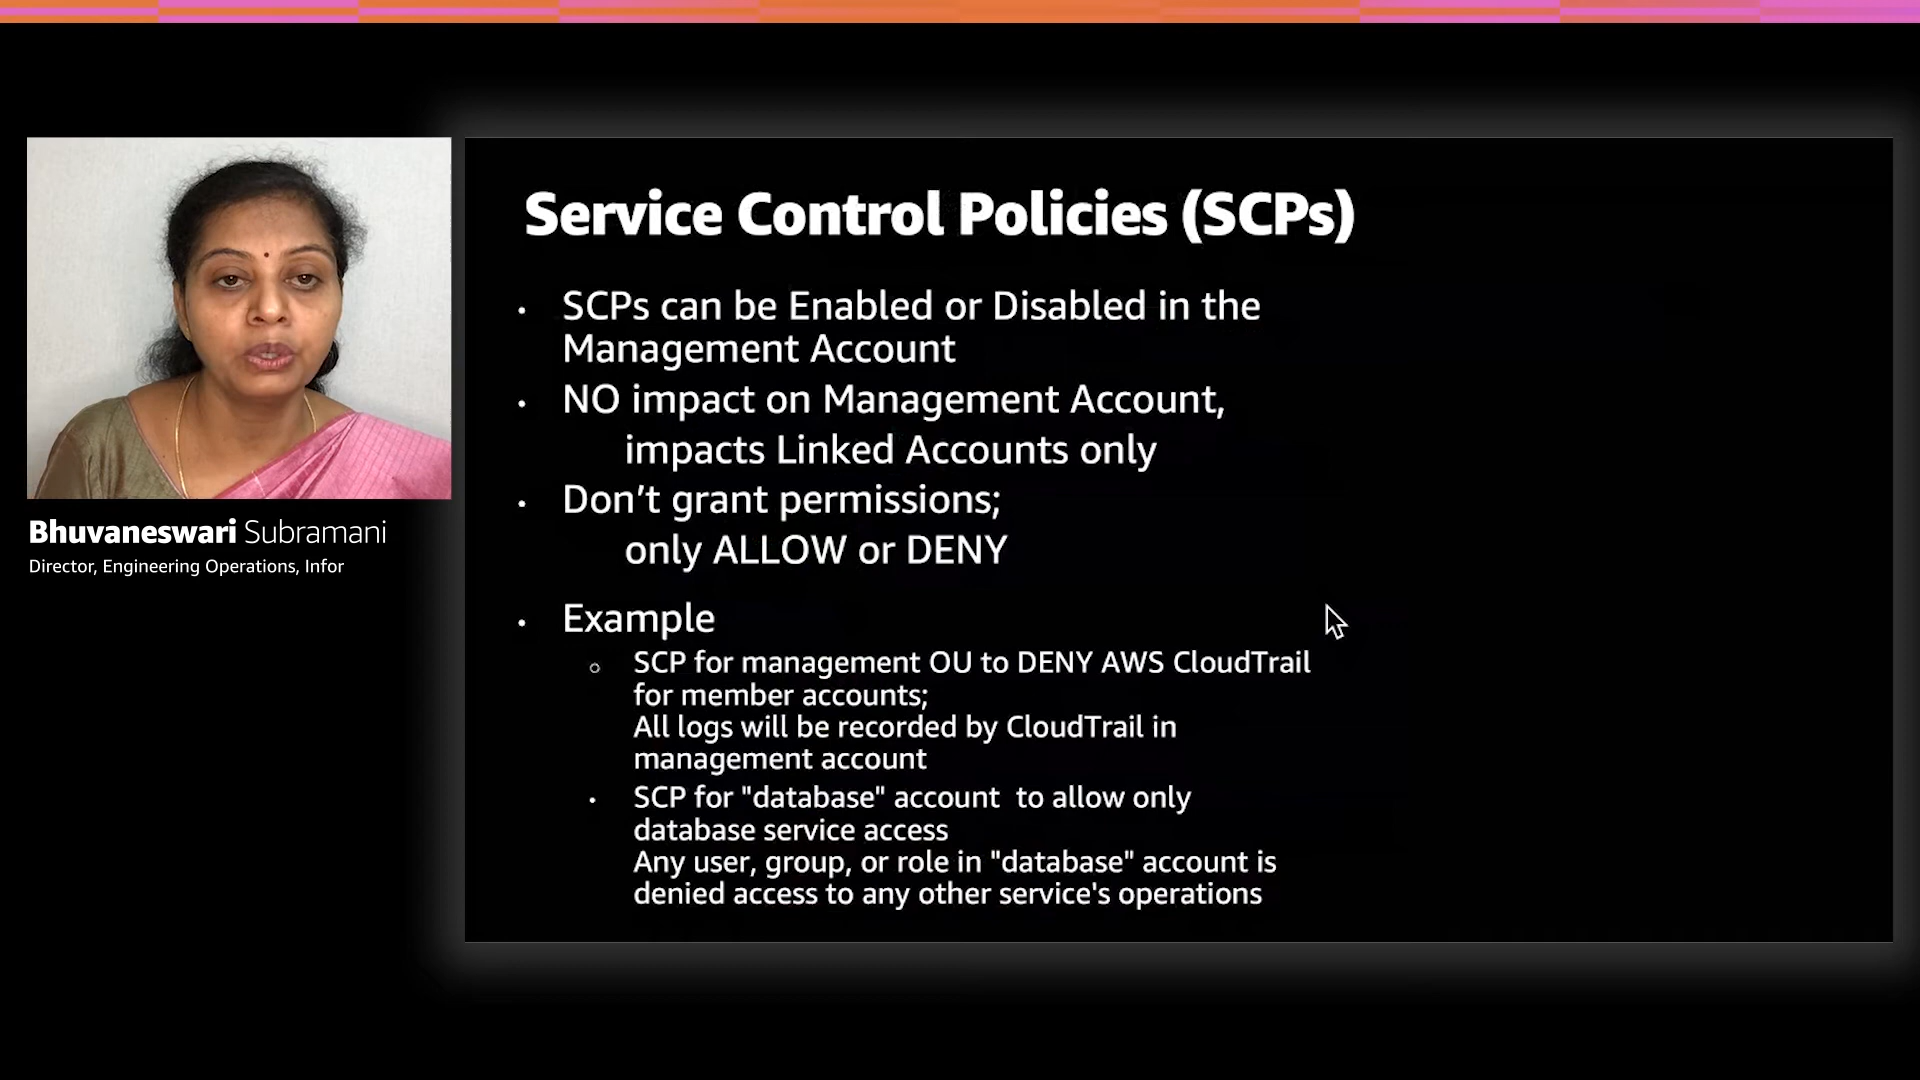 Service Control Policies (SCPs)
• SCPs can be Enabled or Disabled in the
Management Account
• NO impact on Management Account,
impacts Linked Accounts only
• Don’t grant permissions;
only ALLOW or DENY
• Example
○ SCP for management OU to DENY AWS CloudTrail
for member accounts;
All logs will be recorded by CloudTrail in
management account
• SCP for "database" account to allow only
database service access
Any user, group, or role in "database" account is
denied access to any other service's operations
Bhuvaneswari Subramani
Director, Engineering Operations, Infor